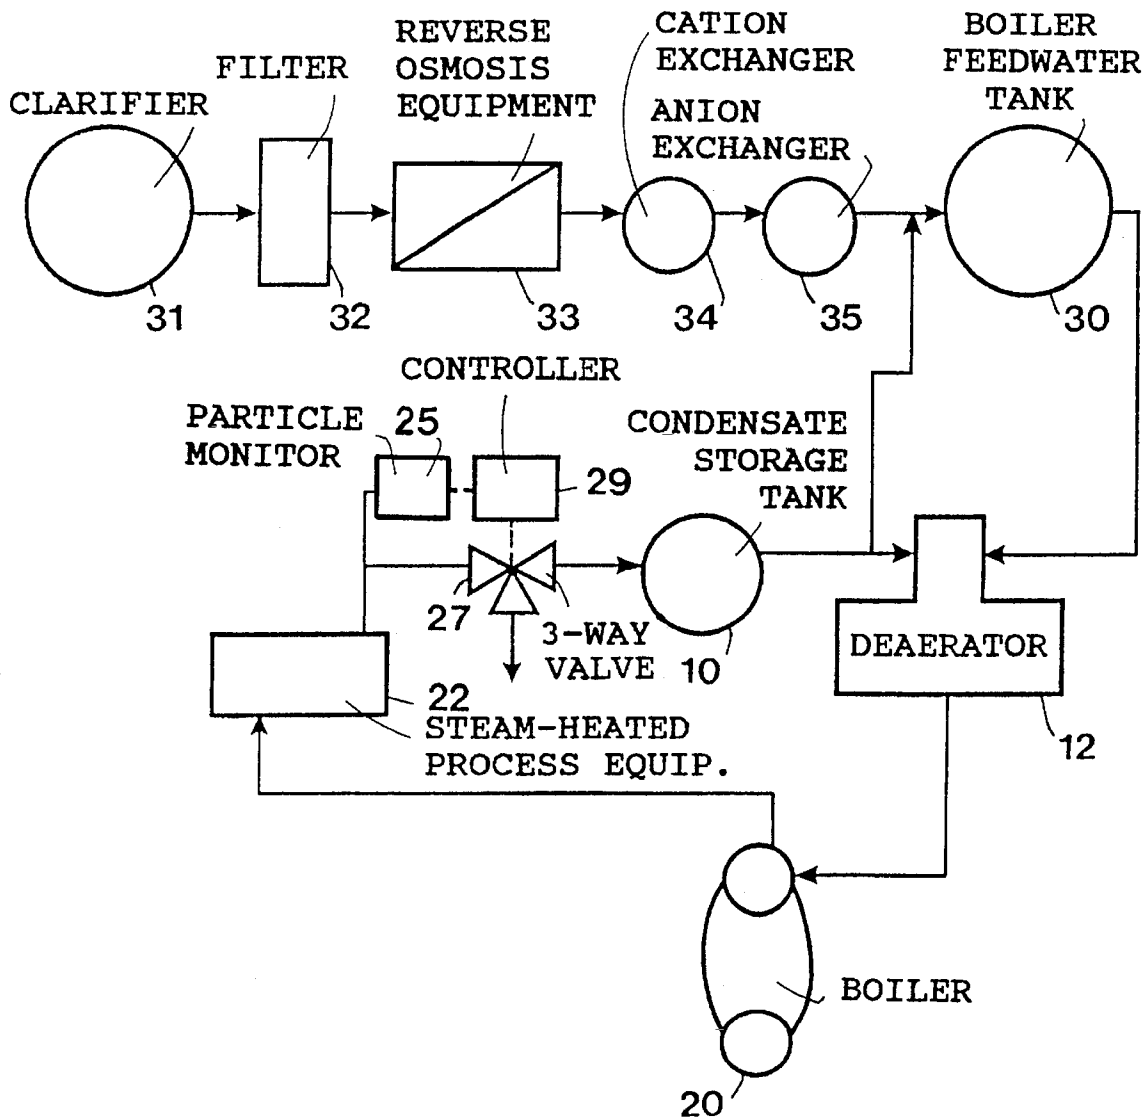 CLARIFIER
FILTER
REVERSE
OSMOSIS
EQUIPMENT
CATION
EXCHANGER
ANION
EXCHANGER
BOILER
FEEDWATER
TANK
31
32
33
34
35
30
CONTROLLER
PARTICLE
MONITOR
25
29
CONDENSATE
STORAGE
TANK
27
3-WAY
VALVE
10
DEAERATOR
12
22
STEAM-HEATED
PROCESS EQUIP.
BOILER
20